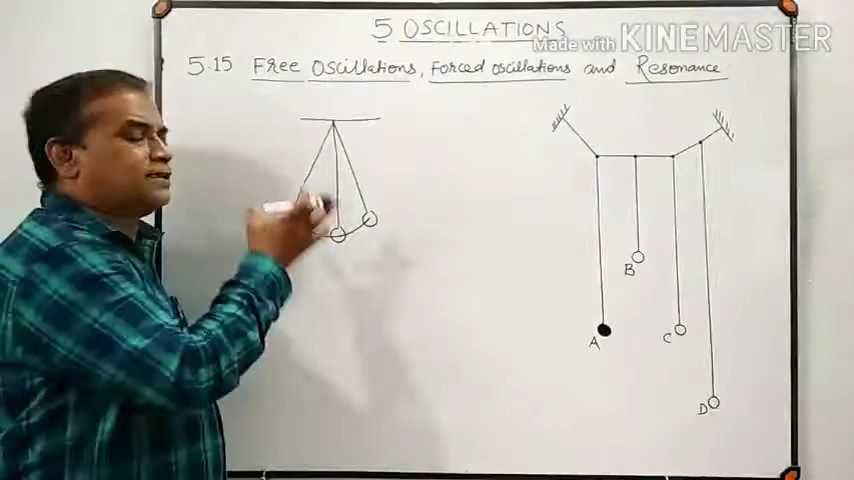 5 OSCILLATIONS
Made with KINEMASTER
5.15 Free Oscillations, Forced oscillations and Resonance
B
A
C
D